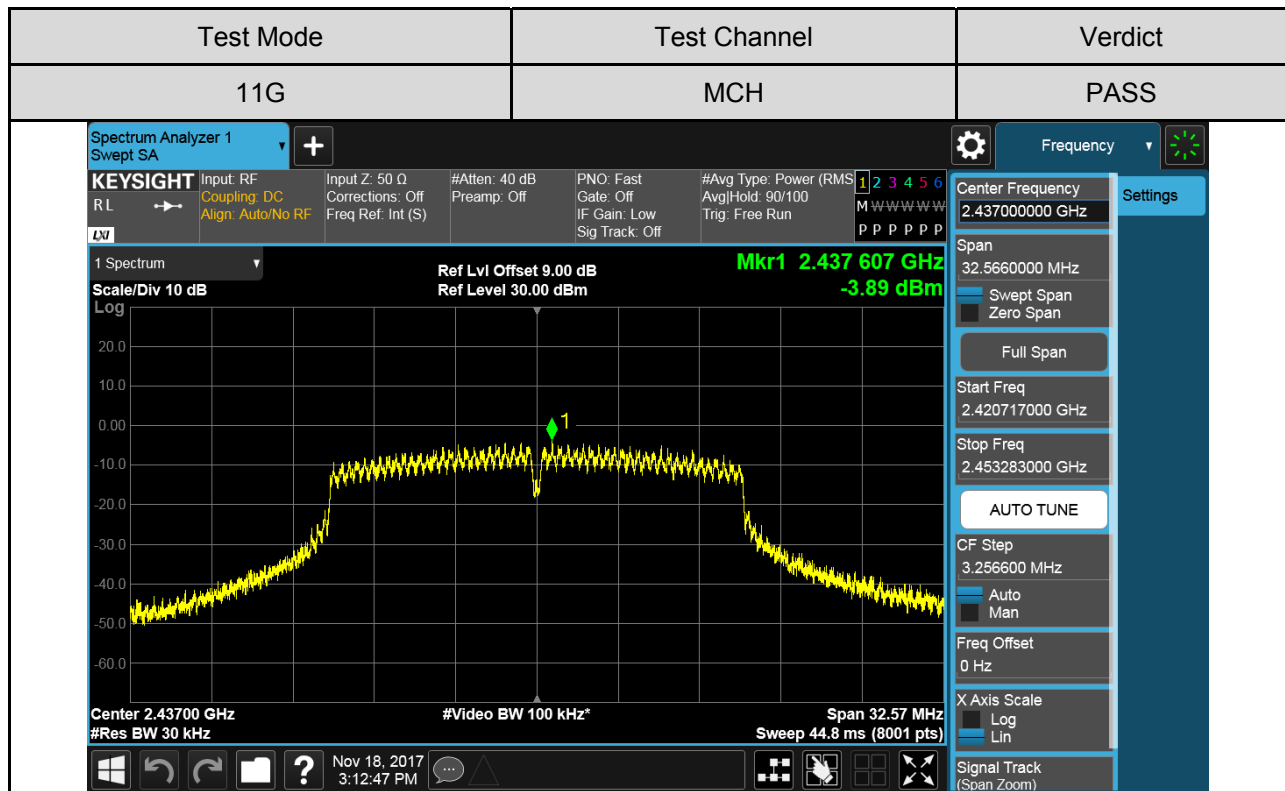 Test Mode Test Channel Verdict
11G MCH PASS
Spectrum Analyzer 1
Swept SA
+
Frequency
KEYSIGHT
RL
LXI
Input: RF
Coupling: DC
Align: Auto/No RF
Input Z: 50 Ω
Corrections: Off
Freq Ref: Int (S)
#Atten: 40 dB
Preamp: Off
PNO: Fast
Gate: Off
IF Gain: Low
Sig Track: Off
#Avg Type: Power (RMS
Avg|Hold: 90/100
Trig: Free Run
1 2 3 4 5 6
M W W W W W
P P P P P P
1 Spectrum
Scale/Div 10 dB
Log
Ref Lvl Offset 9.00 dB
Ref Level 30.00 dBm
Mkr1 2.437 607 GHz
-3.89 dBm
20.0
10.0
0.00
-10.0
-20.0
-30.0
-40.0
-50.0
-60.0
1
Center 2.43700 GHz
#Res BW 30 kHz
#Video BW 100 kHz*
Span 32.57 MHz
Sweep 44.8 ms (8001 pts)
Center Frequency
2.437000000 GHz
Settings
Span
32.5660000 MHz
Swept Span
Zero Span
Full Span
Start Freq
2.420717000 GHz
Stop Freq
2.453283000 GHz
AUTO TUNE
CF Step
3.256600 MHz
Auto
Man
Freq Offset
0 Hz
X Axis Scale
Log
Lin
Signal Track
(Span Zoom)
?
Nov 18, 2017
3:12:47 PM